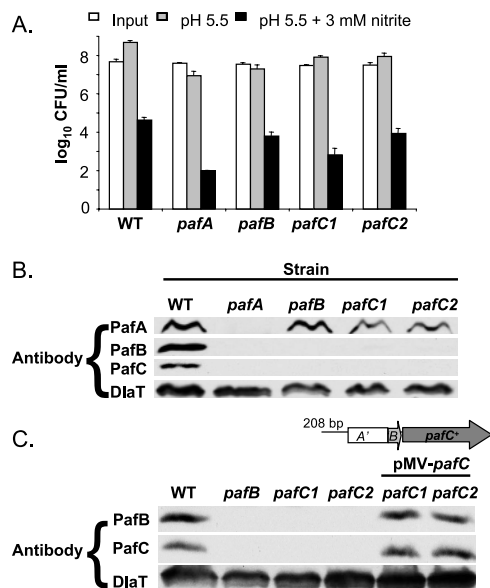 A.
Input pH 5.5 pH 5.5 + 3 mM nitrite
log10 CFU/ml
8
6
4
2
0
WT pafA pafB pafC1 pafC2
B.
Strain
WT pafA pafB pafC1 pafC2
Antibody
PafA
PafB
PafC
DlaT
C.
208 bp A' B pafC+
pMV-pafC
WT pafB pafC1 pafC2 pafC1 pafC2
Antibody
PafB
PafC
DlaT